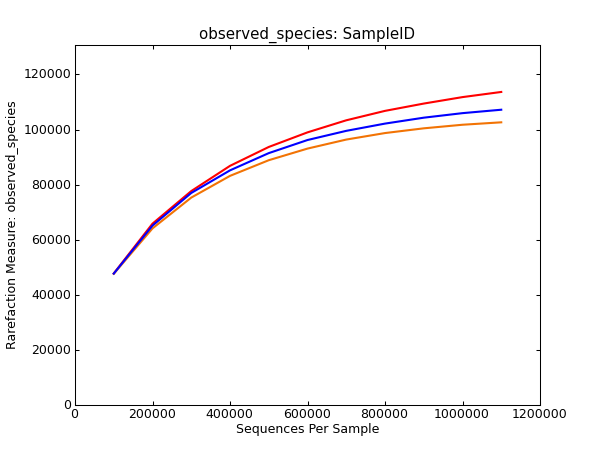 observed_species: SampleID
120000
100000
80000
60000
40000
20000
0
Rarefaction Measure: observed_species
0 200000 400000 600000 800000 1000000 1200000
Sequences Per Sample